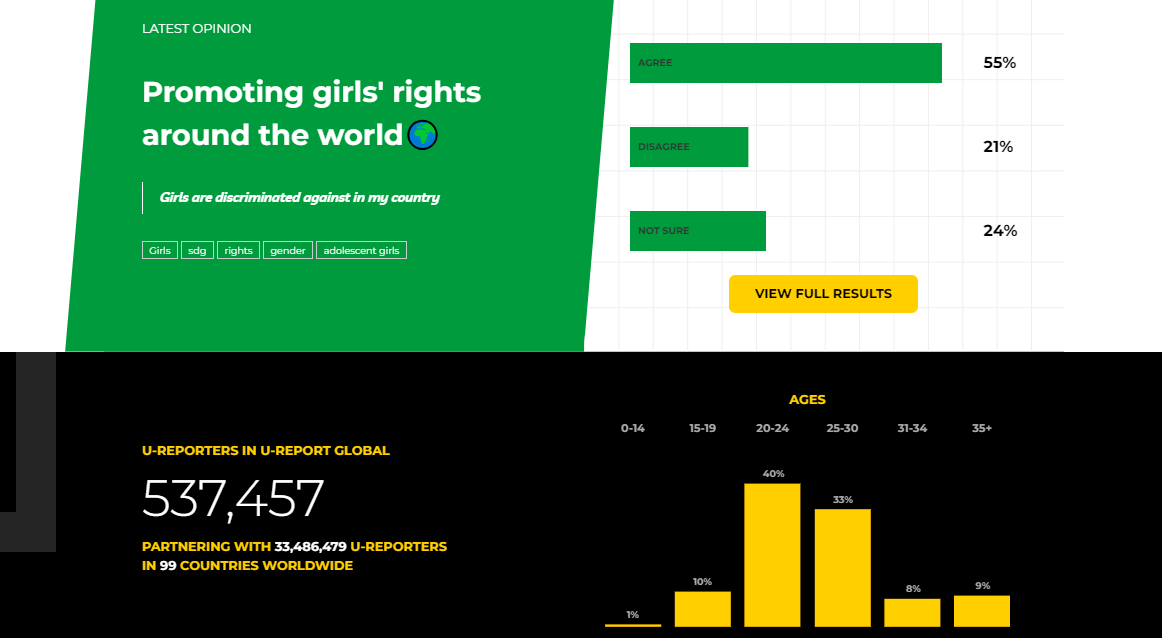 LATEST OPINION
Promoting girls' rights
around the world
Girls are discriminated against in my country
Girls sdg rights gender adolescent girls
AGREE 55%
DISAGREE 21%
NOT SURE 24%
VIEW FULL RESULTS
U-REPORTERS IN U-REPORT GLOBAL
537,457
PARTNERING WITH 33,486,479 U-REPORTERS
IN 99 COUNTRIES WORLDWIDE
AGES
0-14 15-19 20-24 25-30 31-34 35+
1% 10% 40% 33% 8% 9%